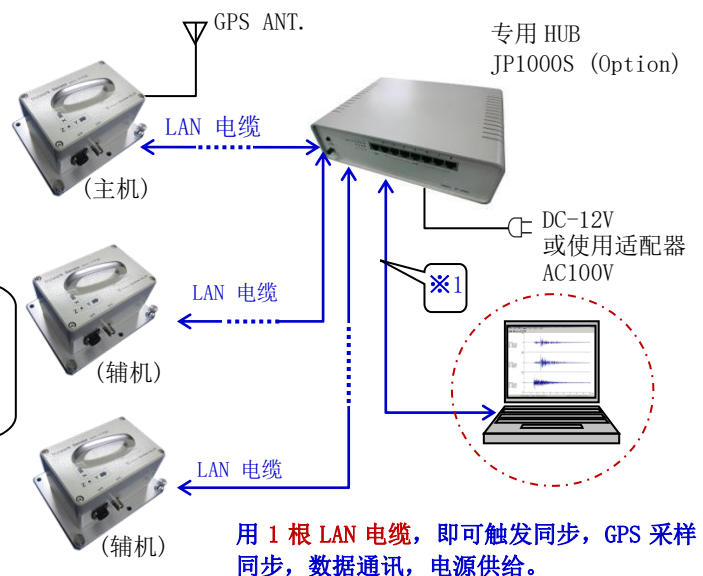 GPS ANT.
专用 HUB
JP1000S (Option)
LAN 电缆
(主机)
DC-12V
或使用适配器
AC100V
※1
LAN 电缆
(辅机)
LAN 电缆
(辅机)
用 1 根 LAN 电缆，即可触发同步，GPS 采样
同步，数据通讯，电源供给。